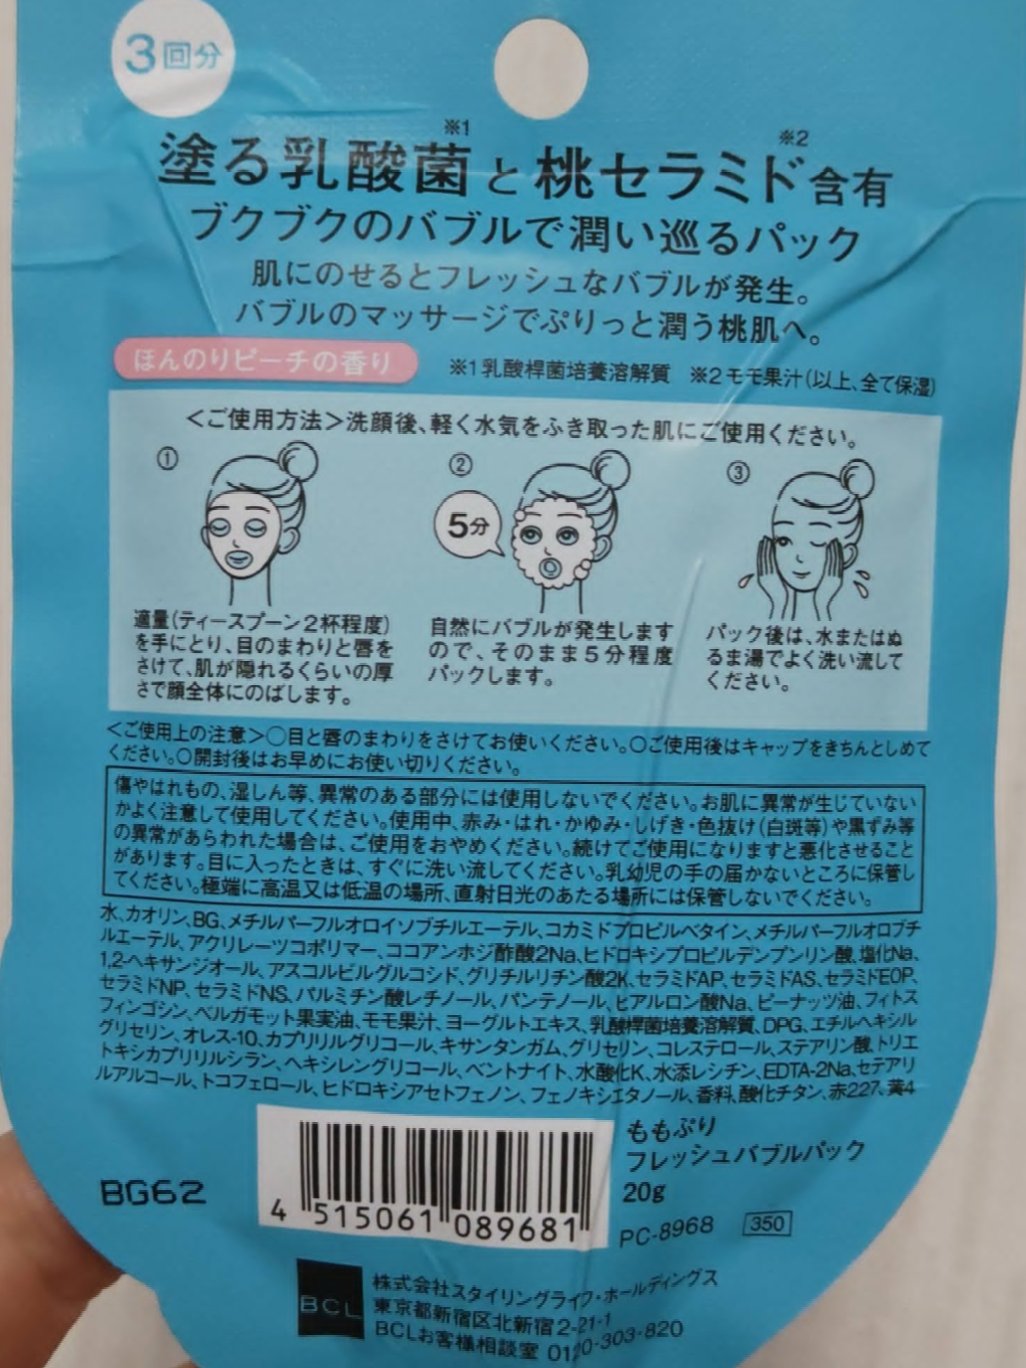 3回分
塗る乳酸菌※1と桃セラミド※2含有
ブクブクのバブルで潤い巡るパック
肌にのせるとフレッシュなバブルが発生。
バブルのマッサージでぷりっと潤う桃肌へ。
ほんのりピーチの香り ※1乳酸桿菌培養溶解質 ※2モモ果汁(以上、全て保湿)
<ご使用方法>洗顔後、軽く水気をふき取った肌にご使用ください。
①
適量(ティースプーン2杯程度)
を手にとり、目のまわりと唇を
さけて、肌が隠れるくらいの厚
さで顔全体にのばします。
②
5分
自然にバブルが発生します
ので、そのまま5分程度
パックします。
③
パック後は、水またはぬ
るま湯でよく洗い流して
ください。
<ご使用上の注意>○目と唇のまわりをさけてお使いください。○ご使用後はキャップをきちんとしめて
ください。○開封後はお早めにお使い切りください。
傷やはれもの、湿しん等、異常のある部分には使用しないでください。お肌に異常が生じていない
かよく注意して使用してください。使用中、赤み・はれ・かゆみ・しげき・色抜け(白斑等)や黒ずみ等
の異常があらわれた場合は、ご使用をおやめください。続けてご使用になりますと悪化させること
があります。目に入ったときは、すぐに洗い流してください。乳幼児の手の届かないところに保管し
てください。極端に高温又は低温の場所、直射日光のあたる場所には保管しないでください。
水、カオリン、BG、メチルパーフルオロイソブチルエーテル、コカミドプロピルベタイン、メチルパーフルオロブチ
ルエーテル、アクリレーツコポリマー、ココアンホジ酢酸2Na、ヒドロキシプロピルデンプンリン酸、塩化Na、
1,2-ヘキサンジオール、アスコルビルグルコシド、グリチルリチン酸2K、セラミドAP、セラミドAS、セラミドEOP、
セラミドNP、セラミドNS、パルミチン酸レチノール、パンテノール、ヒアルロン酸Na、ピーナッツ油、フィトス
フィンゴシン、ベルガモット果実油、モモ果汁、ヨーグルトエキス、乳酸桿菌培養溶解質、DPG、エチルヘキシル
グリセリン、オレス-10、カプリリルグリコール、キサンタンガム、グリセリン、コレステロール、ステアリン酸、トリエ
トキシカプリリルシラン、ヘキシレングリコール、ベントナイト、水酸化K、水添レシチン、EDTA-2Na、セテアリ
ルアルコール、トコフェロール、ヒドロキシアセトフェノン、フェノキシエタノール、香料、酸化チタン、赤227、黄4
ももぷり
フレッシュバブルパック
20g
PC-8968 350
BG62
4 515061 089681
BCL
株式会社スタイリングライフ・ホールディングス
東京都新宿区北新宿2-21-1
BCLお客様相談室 0120-303-820